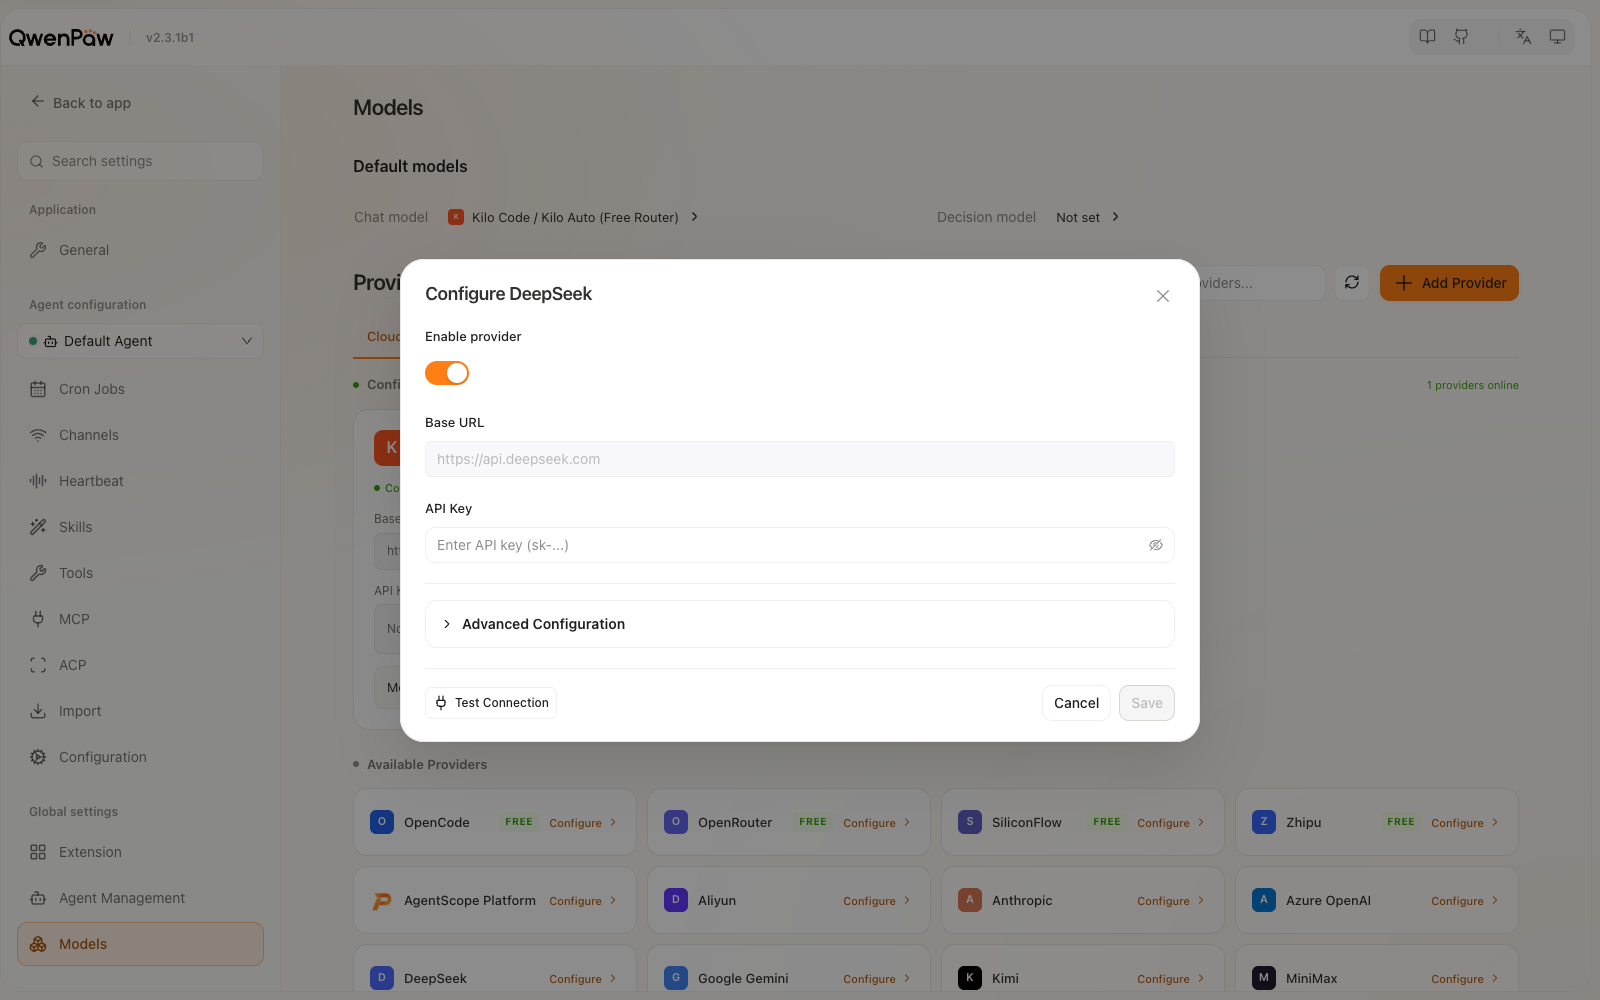 QwenPaw
v2.3.1b1
Back to app
Search settings
Application
General
Agent configuration
Default Agent
Cron Jobs
Channels
Heartbeat
Skills
Tools
MCP
ACP
Import
Configuration
Global settings
Extension
Agent Management
Models
Models
Default models
Chat model
K
Kilo Code / Kilo Auto (Free Router)
Decision model
Not set
Add Provider
1 providers online
K
Configure DeepSeek
Enable provider
Base URL
https://api.deepseek.com
API Key
Enter API key (sk-...)
Advanced Configuration
Test Connection
Cancel
Save
Available Providers
O OpenCode FREE Configure
O OpenRouter FREE Configure
S SiliconFlow FREE Configure
Z Zhipu FREE Configure
AgentScope Platform Configure
D Aliyun Configure
A Anthropic Configure
A Azure OpenAI Configure
D DeepSeek Configure
G Google Gemini Configure
K Kimi Configure
M MiniMax Configure